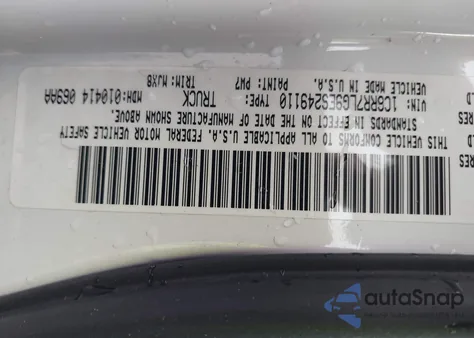 THIS VEHICLE CONFORMS TO ALL APPLICABLE U.S.A. FEDERAL MOTOR VEHICLE SAFETY
STANDARDS IN EFFECT ON THE DATE OF MANUFACTURE SHOWN ABOVE.
VIN: 1C6RR7LG9ES249110 TYPE: TRUCK
VEHICLE MADE IN U.S.A. PAINT: PW7 TRIM: MJX8 MDH: 010414 069AA
autoSnap